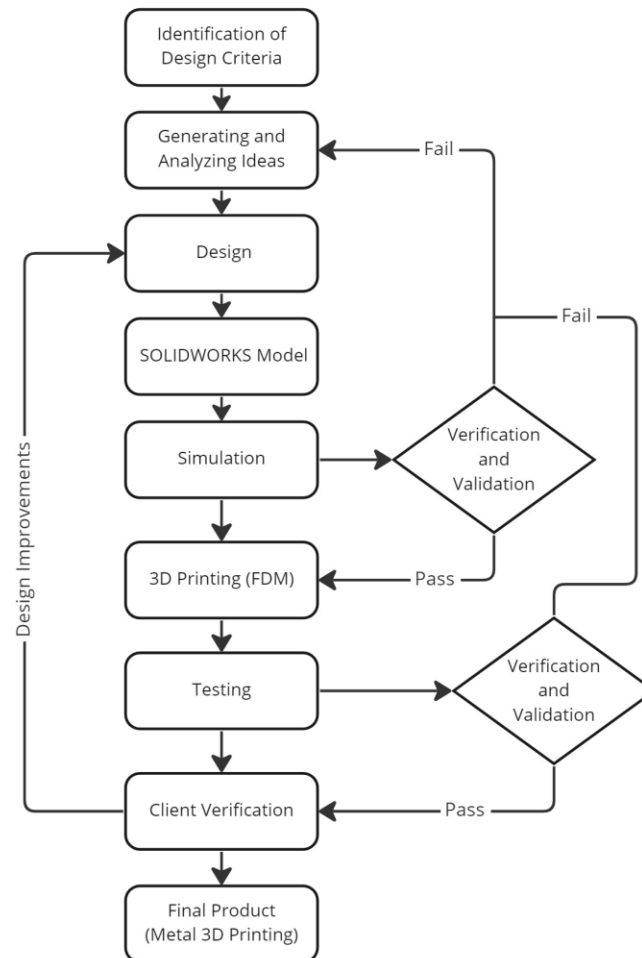 Identification of
Design Criteria
Generating and
Analyzing Ideas
Fail
Design
Fail
SOLIDWORKS Model
Verification
and
Validation
Simulation
Design Improvements
3D Printing (FDM)
Pass
Testing
Verification
and
Validation
Client Verification
Pass
Final Product
(Metal 3D Printing)